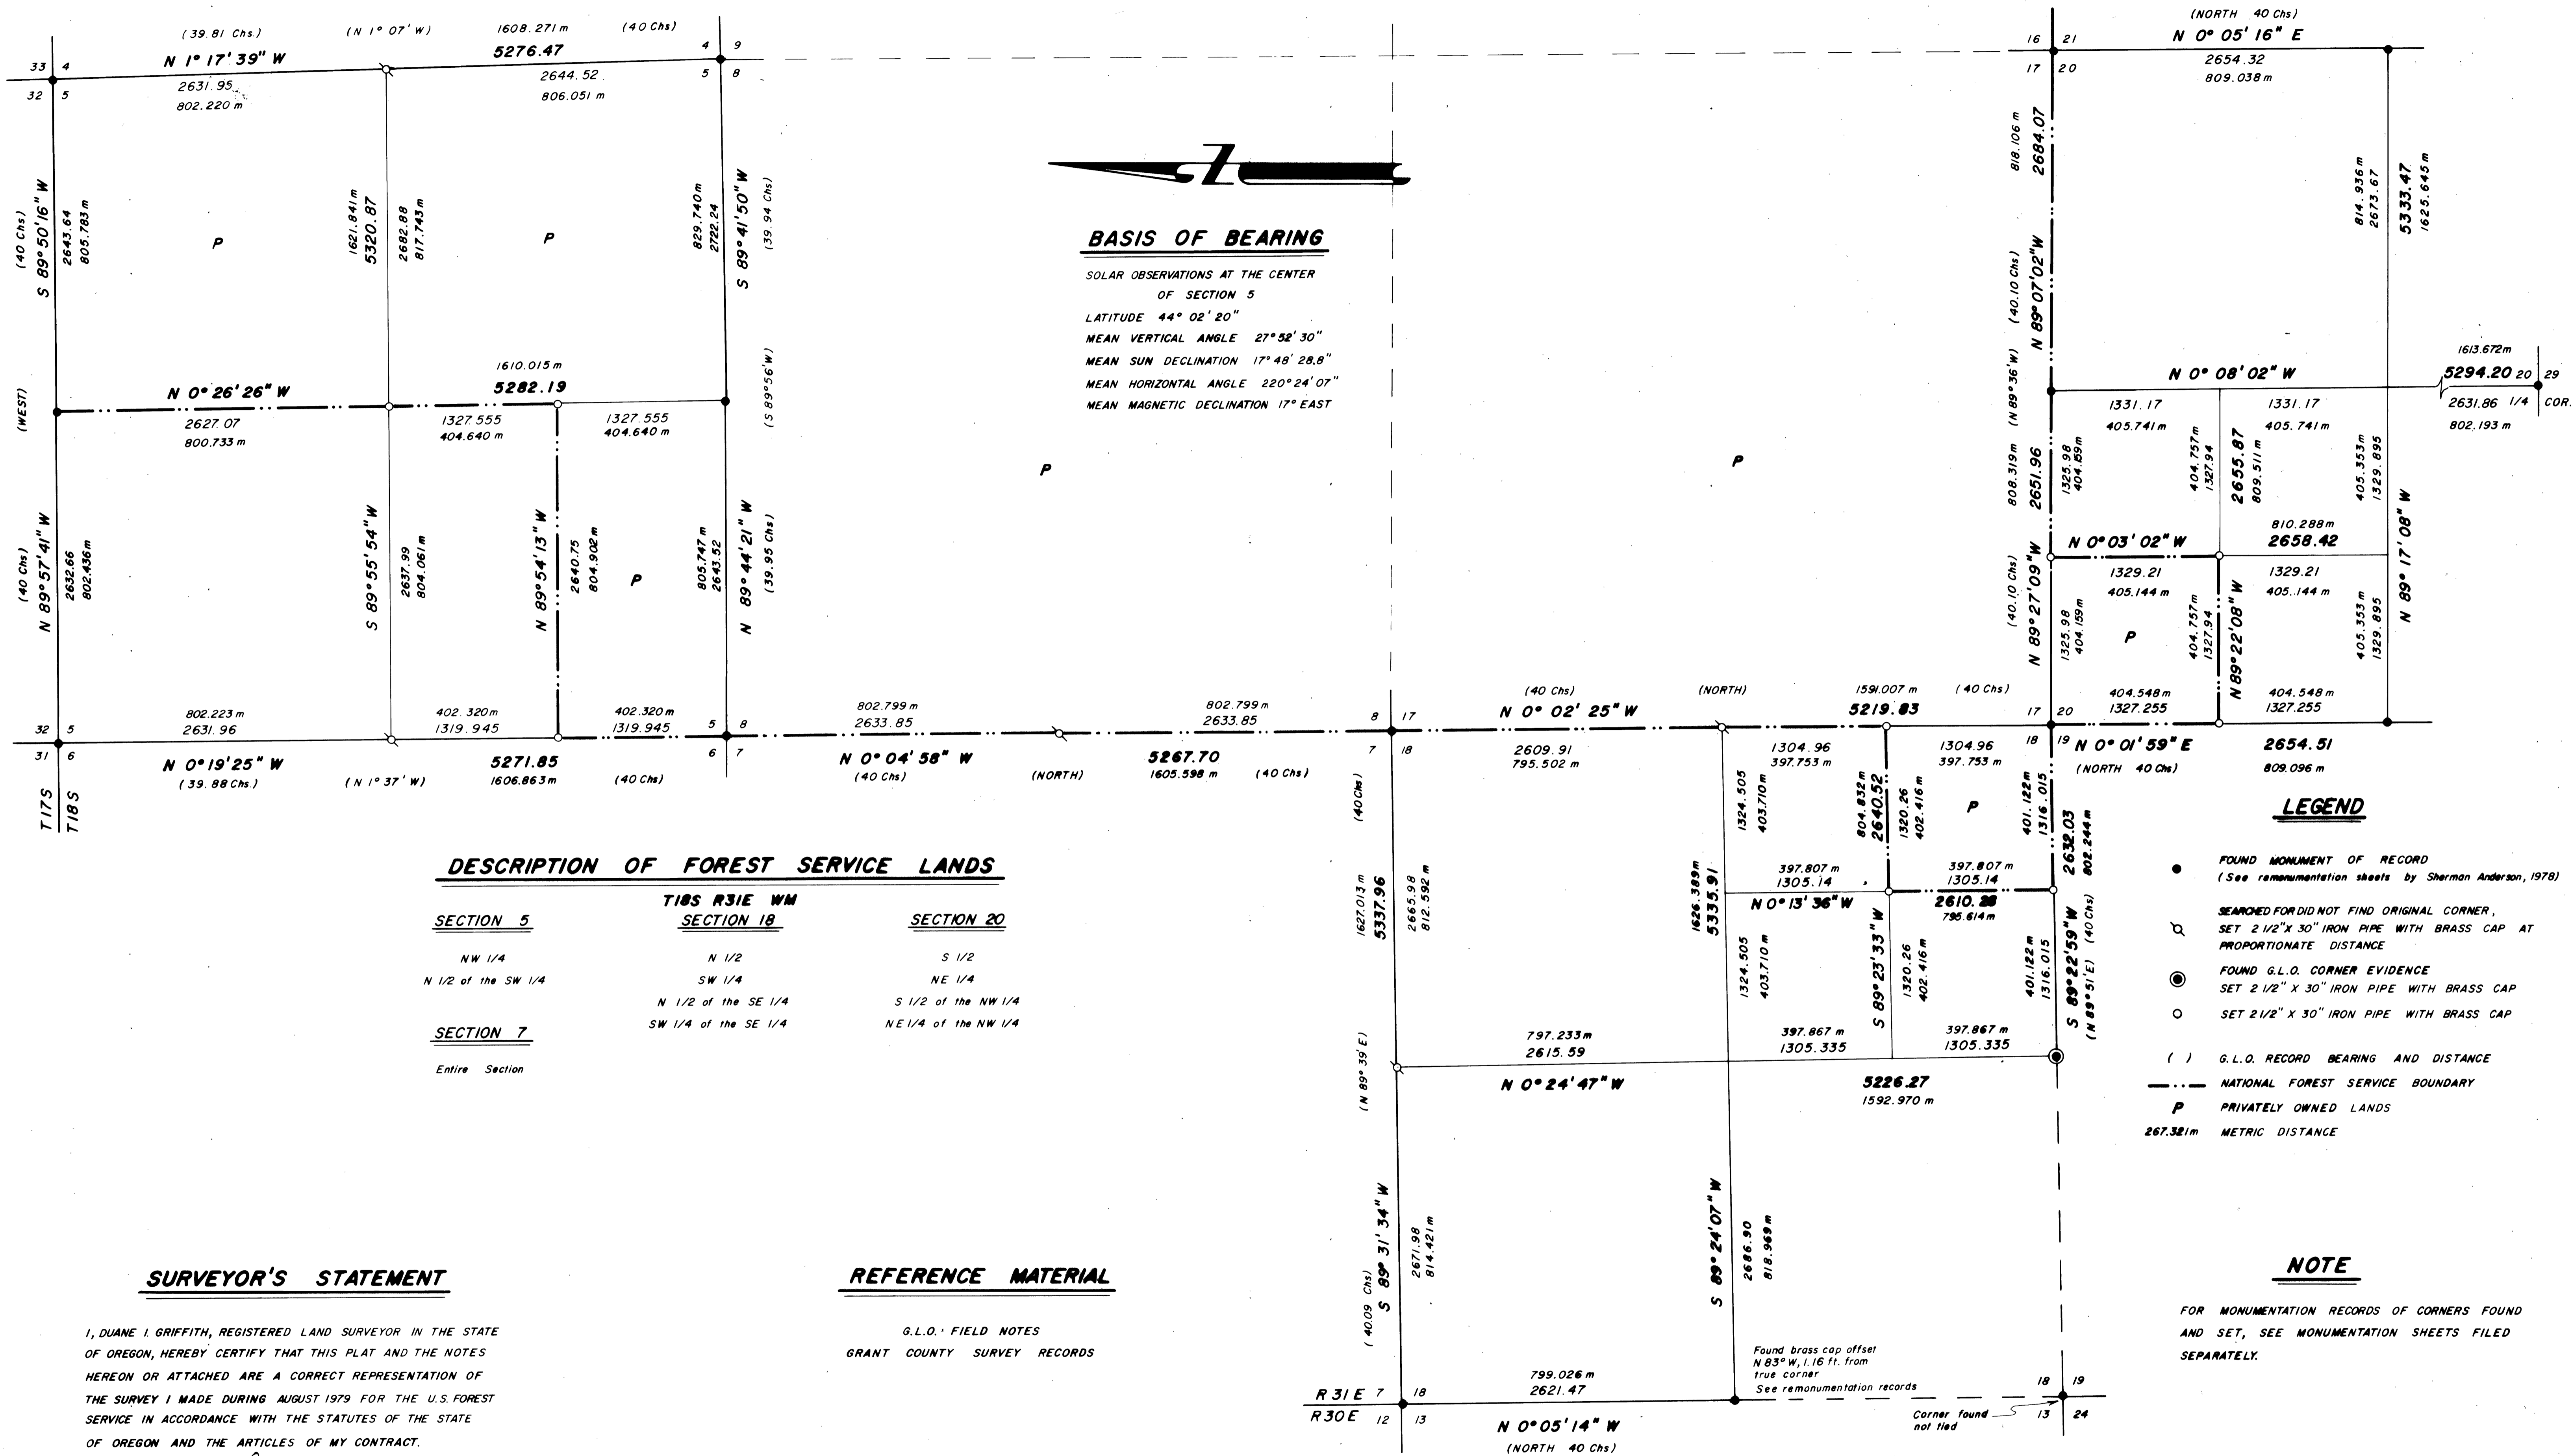 (39.81 Chs.)
(N 1° 07' W)
1608.271 m
(40 Chs)
N 1° 17' 39" W
5276.47
33 4
32 5
4 9
5 8
2631.95
802.220 m
2644.52
806.051 m
(40 Chs)
S 89° 50' 16" W
2643.64
805.783 m
P
1621.841 m
5320.87
2682.88
817.743 m
P
829.740 m
2722.24
S 89° 41' 50" W
(39.94 Chs)
(WEST)
N 0° 26' 26" W
1610.015 m
5282.19
2627.07
800.733 m
1327.555
404.640 m
1327.555
404.640 m
(S 89° 56' W)
(40 Chs)
N 89° 57' 41" W
2632.66
802.436 m
S 89° 55' 54" W
2637.99
804.061 m
N 89° 54' 13" W
2640.75
804.902 m
P
805.747 m
2643.52
N 89° 44' 21" W
(39.95 Chs)
802.223 m
2631.96
402.320 m
1319.945
402.320 m
1319.945
32 5
31 6
5 8
6 7
N 0° 19' 25" W
(39.88 Chs.)
(N 1° 37' W)
5271.85
1606.863 m
(40 Chs)
T17S
T18S
802.799 m
2633.85
802.799 m
2633.85
N 0° 04' 58" W
(40 Chs)
(NORTH)
5267.70
1605.598 m
(40 Chs)
8 17
7 18
BASIS OF BEARING
SOLAR OBSERVATIONS AT THE CENTER
OF SECTION 5
LATITUDE 44° 02' 20"
MEAN VERTICAL ANGLE 27° 52' 30"
MEAN SUN DECLINATION 17° 48' 28.8"
MEAN HORIZONTAL ANGLE 220° 24' 07"
MEAN MAGNETIC DECLINATION 17° EAST
P
P
(NORTH 40 Chs)
N 0° 05' 16" E
16 21
17 20
2654.32
809.038 m
818.106 m
2684.07
N 89° 07' 02" W
(40.10 Chs)
(N 89° 36' W)
814.936 m
2673.67
5333.47
1625.645 m
N 0° 08' 02" W
1613.672 m
5294.20
20 29
2631.86 1/4 COR.
802.193 m
1331.17
405.741 m
1331.17
405.741 m
808.319 m
2651.96
1325.98
404.159 m
404.757 m
1327.94
2655.87
809.511 m
405.353 m
1329.895
(40.10 Chs)
N 89° 27' 09" W
N 0° 03' 02" W
810.288 m
2658.42
1329.21
405.144 m
1329.21
405.144 m
1325.98
404.159 m
P
404.757 m
1327.94
N 89° 22' 08" W
405.353 m
1329.895
N 89° 17' 08" W
404.548 m
1327.255
404.548 m
1327.255
17 20
18 19
N 0° 01' 59" E
2654.51
(NORTH 40 Chs)
809.096 m
(40 Chs)
(NORTH)
1591.007 m
(40 Chs)
N 0° 02' 25" W
5219.83
2609.91
795.502 m
1304.96
397.753 m
1304.96
397.753 m
(40 Chs)
1324.505
403.710 m
804.832 m
2640.52
1320.26
402.416 m
P
401.122 m
1316.015
2632.03
802.244 m
397.807 m
1305.14
397.807 m
1305.14
N 0° 13' 36" W
2610.28
795.614 m
1627.013 m
5337.96
2665.98
812.592 m
1626.389 m
5335.91
1324.505
403.710 m
S 89° 23' 33" W
1320.26
402.416 m
401.122 m
1316.015
S 89° 22' 59" W
(N 89° 51' E) (40 Chs)
797.233 m
2615.59
397.867 m
1305.335
397.867 m
1305.335
N 0° 24' 47" W
5226.27
1592.970 m
(N 89° 39' E)
(40.09 Chs)
S 89° 31' 34" W
2671.98
814.421 m
S 89° 24' 07" W
2686.90
818.969 m
Found brass cap offset
N 83° W, 1.16 ft. from
true corner
See remonumentation records
799.026 m
2621.47
R 31 E 7 18
R 30 E 12 13
N 0° 05' 14" W
(NORTH 40 Chs)
18 19
13 24
Corner found
not tied
DESCRIPTION OF FOREST SERVICE LANDS
T18S R31E WM
SECTION 5
NW 1/4
N 1/2 of the SW 1/4
SECTION 7
Entire Section
SECTION 18
N 1/2
SW 1/4
N 1/2 of the SE 1/4
SW 1/4 of the SE 1/4
SECTION 20
S 1/2
NE 1/4
S 1/2 of the NW 1/4
NE 1/4 of the NW 1/4
LEGEND
FOUND MONUMENT OF RECORD
(See remonumentation sheets by Sherman Anderson, 1978)
SEARCHED FOR DID NOT FIND ORIGINAL CORNER,
SET 2 1/2" X 30" IRON PIPE WITH BRASS CAP AT
PROPORTIONATE DISTANCE
FOUND G.L.O. CORNER EVIDENCE
SET 2 1/2" X 30" IRON PIPE WITH BRASS CAP
SET 2 1/2" X 30" IRON PIPE WITH BRASS CAP
( ) G.L.O. RECORD BEARING AND DISTANCE
NATIONAL FOREST SERVICE BOUNDARY
P PRIVATELY OWNED LANDS
267.321 m METRIC DISTANCE
SURVEYOR'S STATEMENT
I, DUANE I. GRIFFITH, REGISTERED LAND SURVEYOR IN THE STATE
OF OREGON, HEREBY CERTIFY THAT THIS PLAT AND THE NOTES
HEREON OR ATTACHED ARE A CORRECT REPRESENTATION OF
THE SURVEY I MADE DURING AUGUST 1979 FOR THE U.S. FOREST
SERVICE IN ACCORDANCE WITH THE STATUTES OF THE STATE
OF OREGON AND THE ARTICLES OF MY CONTRACT.
REFERENCE MATERIAL
G.L.O. FIELD NOTES
GRANT COUNTY SURVEY RECORDS
NOTE
FOR MONUMENTATION RECORDS OF CORNERS FOUND
AND SET, SEE MONUMENTATION SHEETS FILED
SEPARATELY.